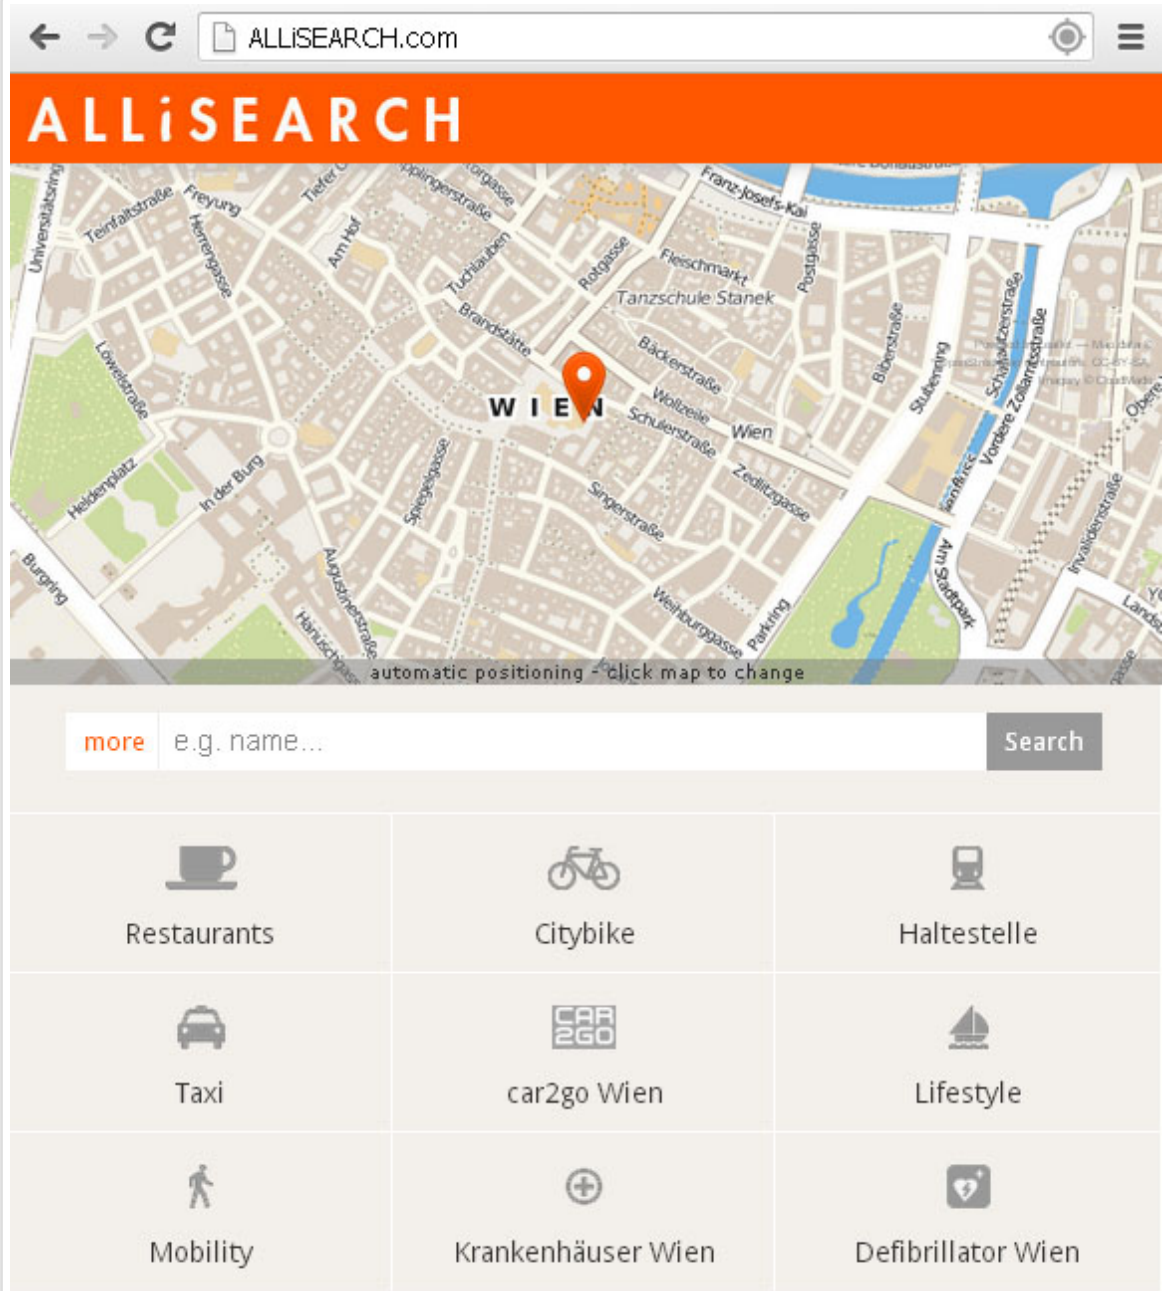 ALLiSEARCH.com
ALLiSEARCH
Universitätsring
Teinfaltstraße
Freyung
Herrengasse
Am Hof
Tuchlauben
Brandstätte
Rotgasse
Fleischmarkt
Tanzschule Stanek
Franz-Josefs-Kai
Postgasse
Bäckerstraße
Biberstraße
Stubenring
Schallautzerstraße
Vordere Zollamtsstraße
Löwelstraße
WIEN
Wollzeile
Schulerstraße
Wien
Zedlitzgasse
Heldenplatz
In der Burg
Spiegelgasse
Singerstraße
Invalidenstraße
Am Stadtpark
Burgring
Augustinerstraße
Weihburggasse
Parkring
automatic positioning - click map to change
more
e.g. name...
Search
Restaurants
Citybike
Haltestelle
CAR
2GO
Taxi
car2go Wien
Lifestyle
Mobility
Krankenhäuser Wien
Defibrillator Wien